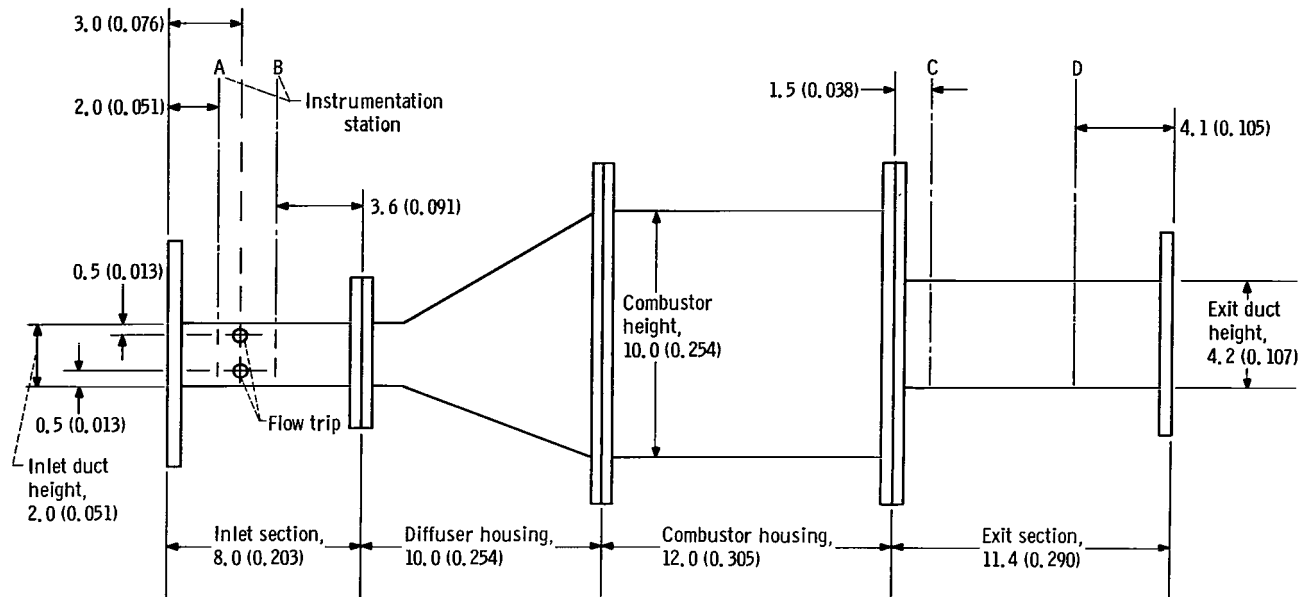 3.0 (0.076)
A
B
C
D
2.0 (0.051)
Instrumentation
station
1.5 (0.038)
4.1 (0.105)
3.6 (0.091)
0.5 (0.013)
Combustor
height,
10.0 (0.254)
Exit duct
height,
4.2 (0.107)
0.5 (0.013)
Flow trip
Inlet duct
height,
2.0 (0.051)
Inlet section,
8.0 (0.203)
Diffuser housing,
10.0 (0.254)
Combustor housing,
12.0 (0.305)
Exit section,
11.4 (0.290)